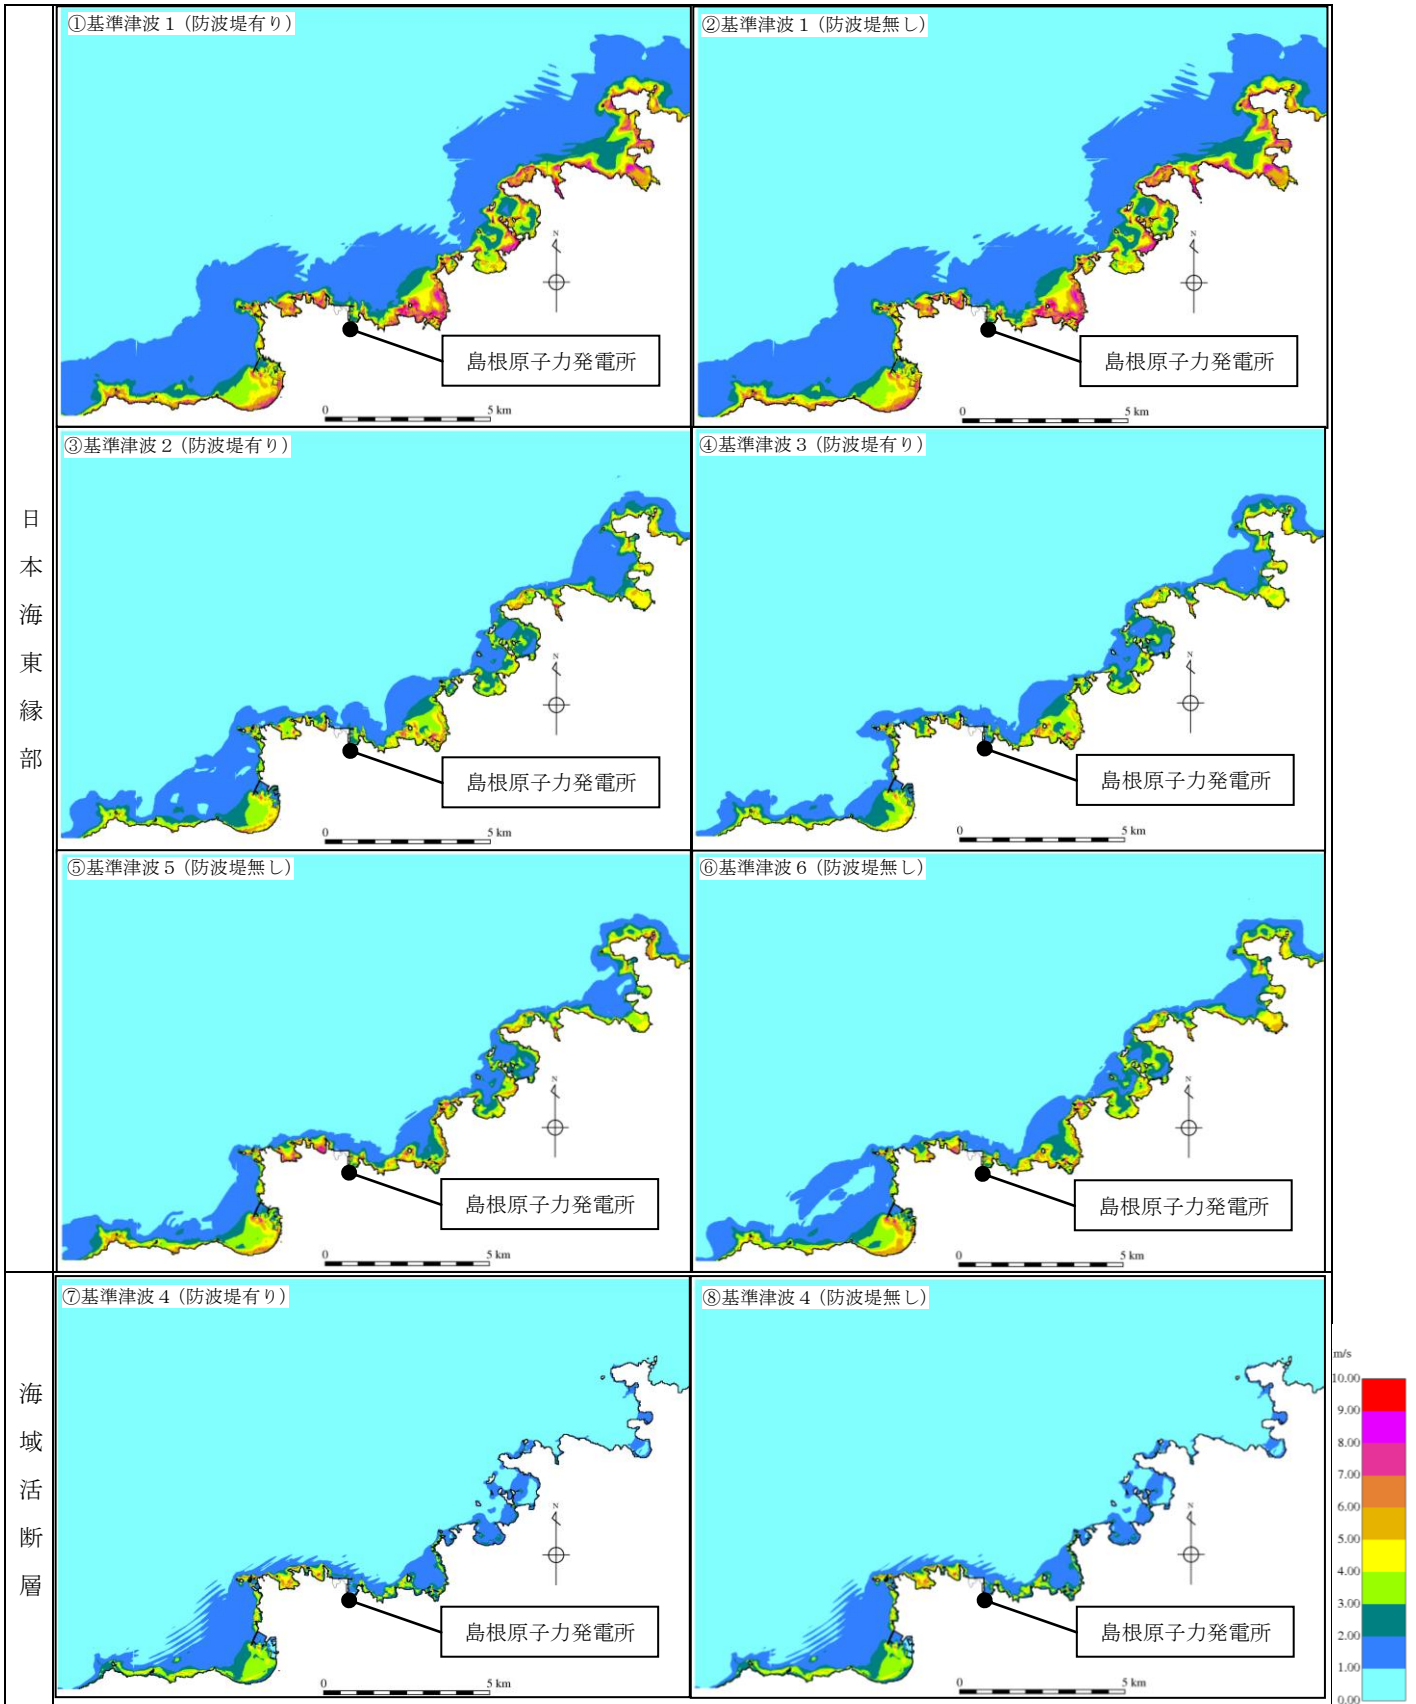 日本海東縁部
①基準津波1（防波堤有り）
N
島根原子力発電所
0 5 km
②基準津波1（防波堤無し）
N
島根原子力発電所
0 5 km
③基準津波2（防波堤有り）
N
島根原子力発電所
0 5 km
④基準津波3（防波堤有り）
N
島根原子力発電所
0 5 km
⑤基準津波5（防波堤無し）
N
島根原子力発電所
0 5 km
⑥基準津波6（防波堤無し）
N
島根原子力発電所
0 5 km
海域活断層
⑦基準津波4（防波堤有り）
N
島根原子力発電所
0 5 km
⑧基準津波4（防波堤無し）
N
島根原子力発電所
0 5 km
m/s
10.00
9.00
8.00
7.00
6.00
5.00
4.00
3.00
2.00
1.00
0.00